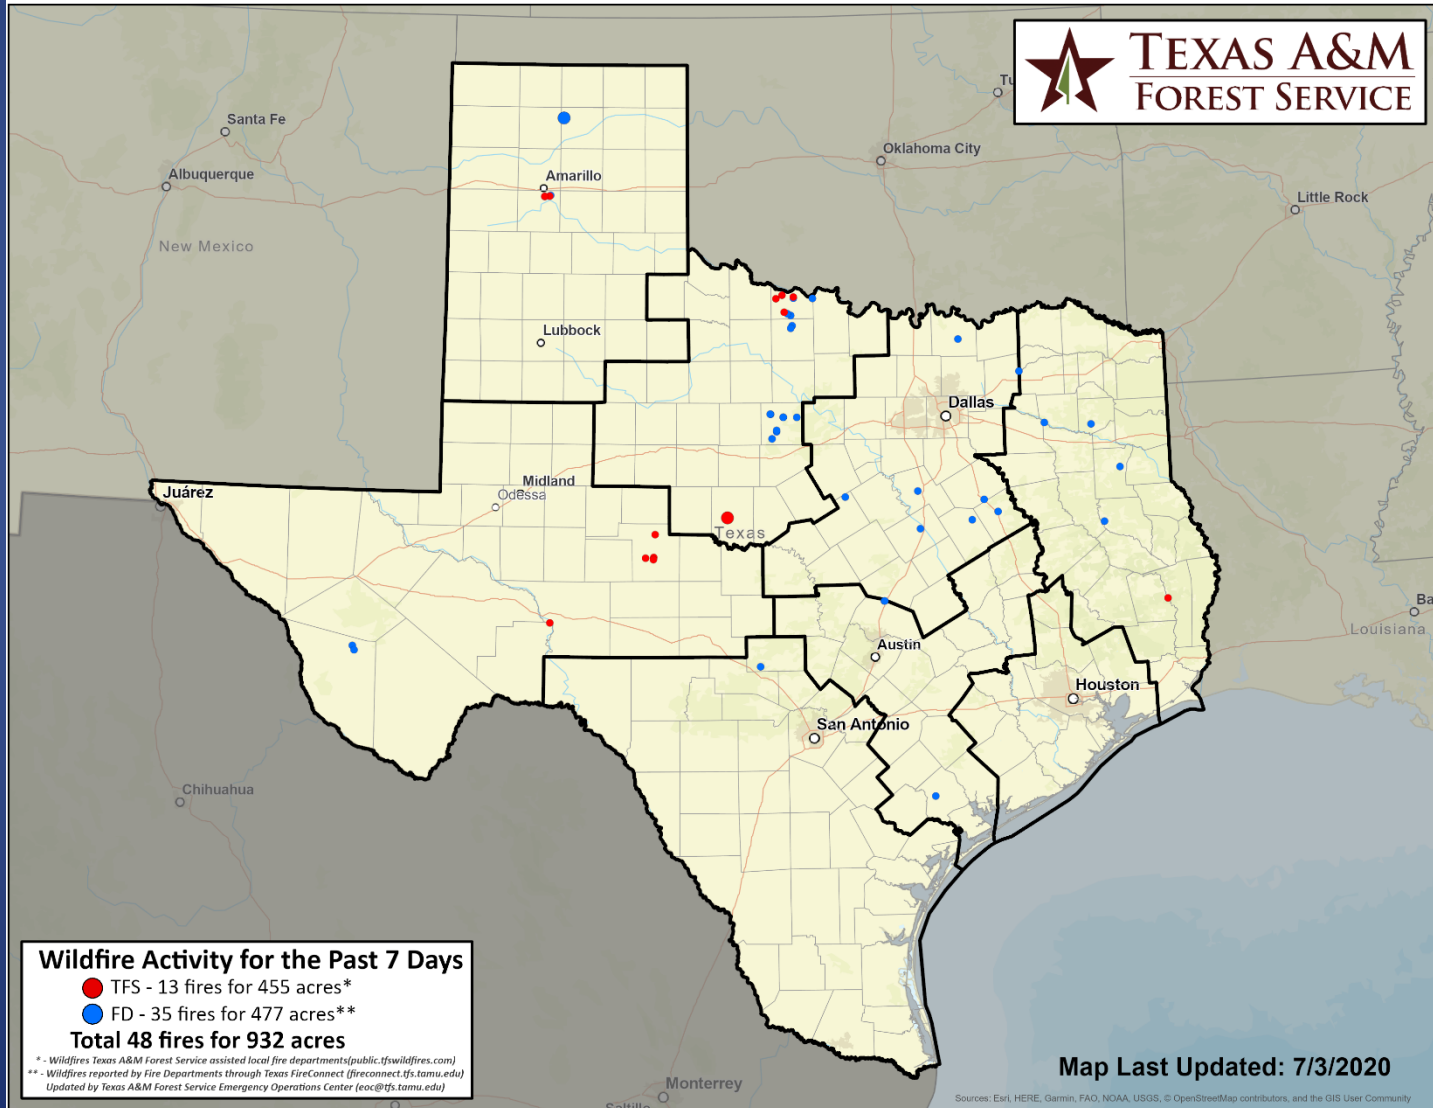 TEXAS A&M
FOREST SERVICE
Tu
Santa Fe
Oklahoma City
Albuquerque
Amarillo
Little Rock
New Mexico
Lubbock
Dallas
Midland
Odessa
Juárez
Texas
Ba
Louisiana
Austin
Houston
San Antonio
Chihuahua
Wildfire Activity for the Past 7 Days
TFS - 13 fires for 455 acres*
FD - 35 fires for 477 acres**
Total 48 fires for 932 acres
* - Wildfires Texas A&M Forest Service assisted local fire departments(public.tfswildfires.com)
** - Wildfires reported by Fire Departments through Texas FireConnect (fireconnect.tfs.tamu.edu)
Updated by Texas A&M Forest Service Emergency Operations Center (eoc@tfs.tamu.edu)
Map Last Updated: 7/3/2020
Monterrey
Saltillo
Sources: Esri, HERE, Garmin, FAO, NOAA, USGS, © OpenStreetMap contributors, and the GIS User Community